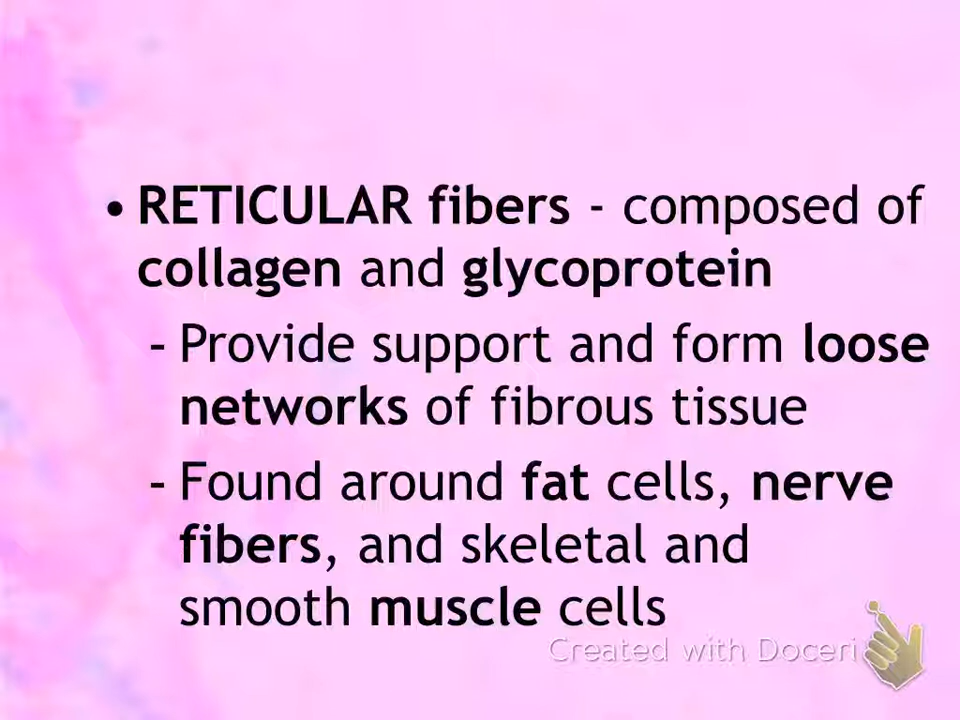 • RETICULAR fibers - composed of
collagen and glycoprotein
- Provide support and form loose
networks of fibrous tissue
- Found around fat cells, nerve
fibers, and skeletal and
smooth muscle cells
Created with Doceri